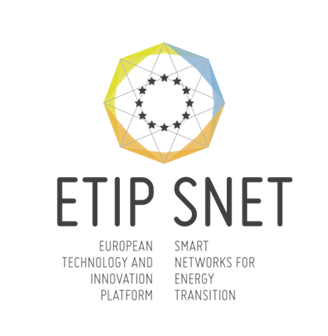 ETIP SNET
EUROPEAN
TECHNOLOGY AND
INNOVATION
PLATFORM
SMART
NETWORKS FOR
ENERGY
TRANSITION